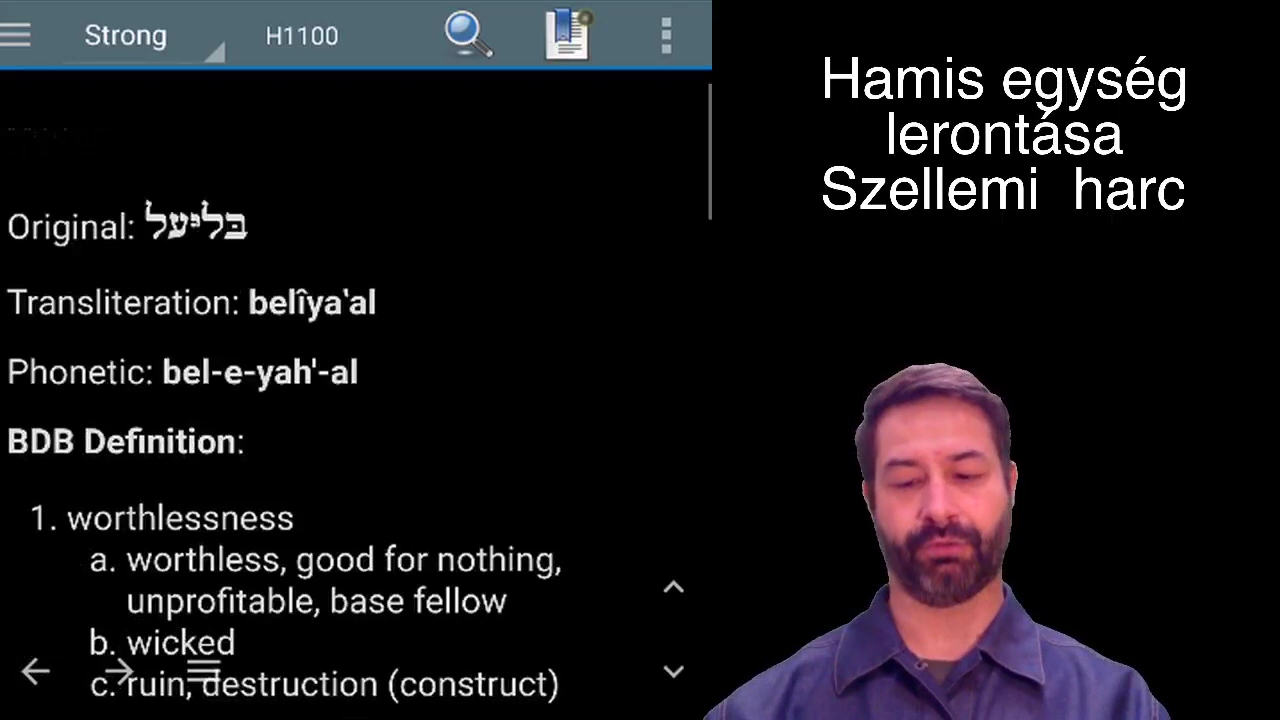 Strong H1100
Original: בליעל
Transliteration: belîya‛al
Phonetic: bel-e-yah'-al
BDB Definition:
1. worthlessness
a. worthless, good for nothing,
unprofitable, base fellow
b. wicked
c. ruin, destruction (construct)
Hamis egység
lerontása
Szellemi harc